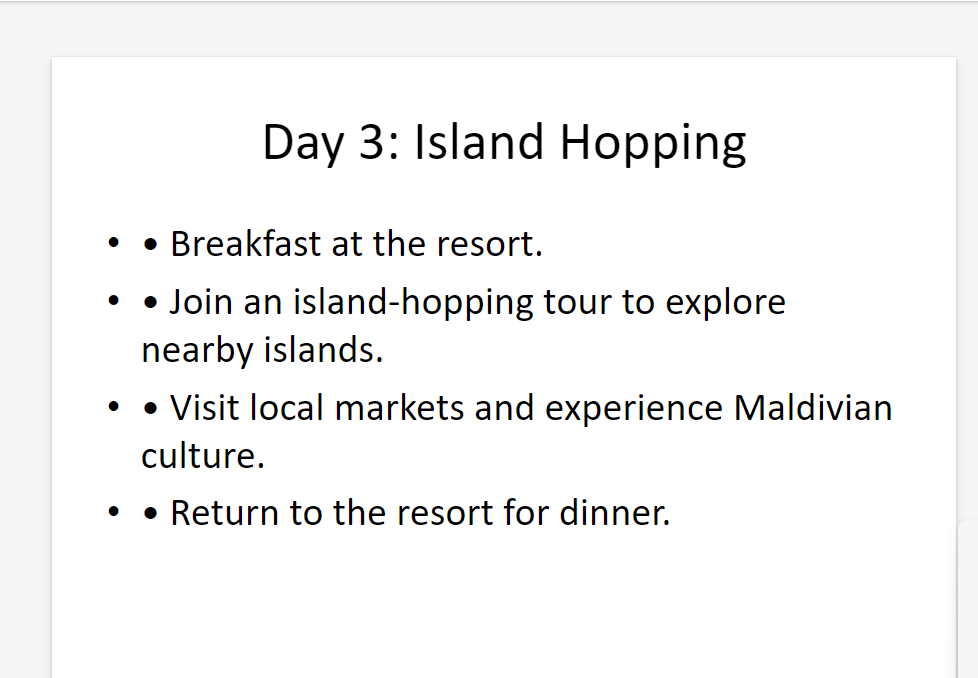 Day 3: Island Hopping
• • Breakfast at the resort.
• • Join an island-hopping tour to explore
nearby islands.
• • Visit local markets and experience Maldivian
culture.
• • Return to the resort for dinner.